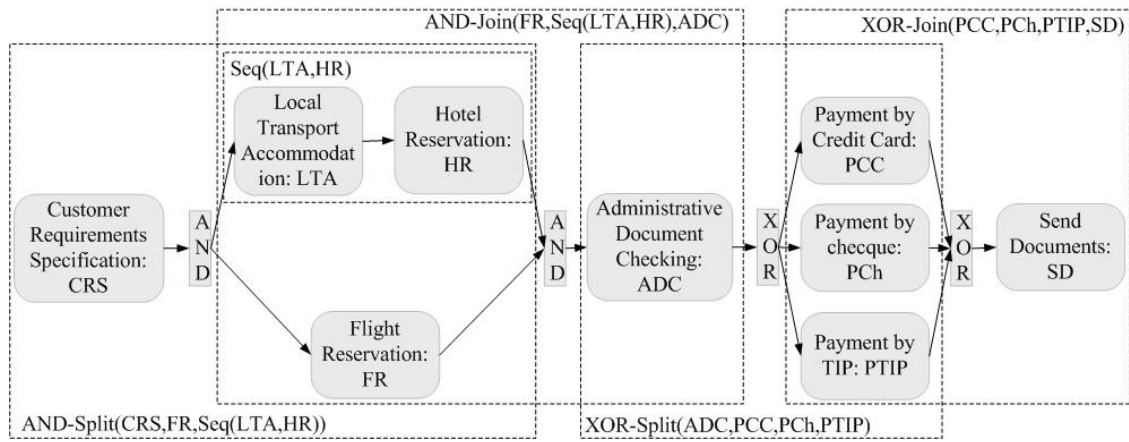 AND-Join(FR,Seq(LTA,HR),ADC)
XOR-Join(PCC,PCh,PTIP,SD)
Seq(LTA,HR)
Local
Transport
Accommodat
ion: LTA
Hotel
Reservation:
HR
Customer
Requirements
Specification:
CRS
A
N
D
Flight
Reservation:
FR
A
N
D
Administrative
Document
Checking:
ADC
X
O
R
Payment by
Credit Card:
PCC
Payment by
checque:
PCh
Payment by
TIP: PTIP
X
O
R
Send
Documents:
SD
AND-Split(CRS,FR,Seq(LTA,HR))
XOR-Split(ADC,PCC,PCh,PTIP)